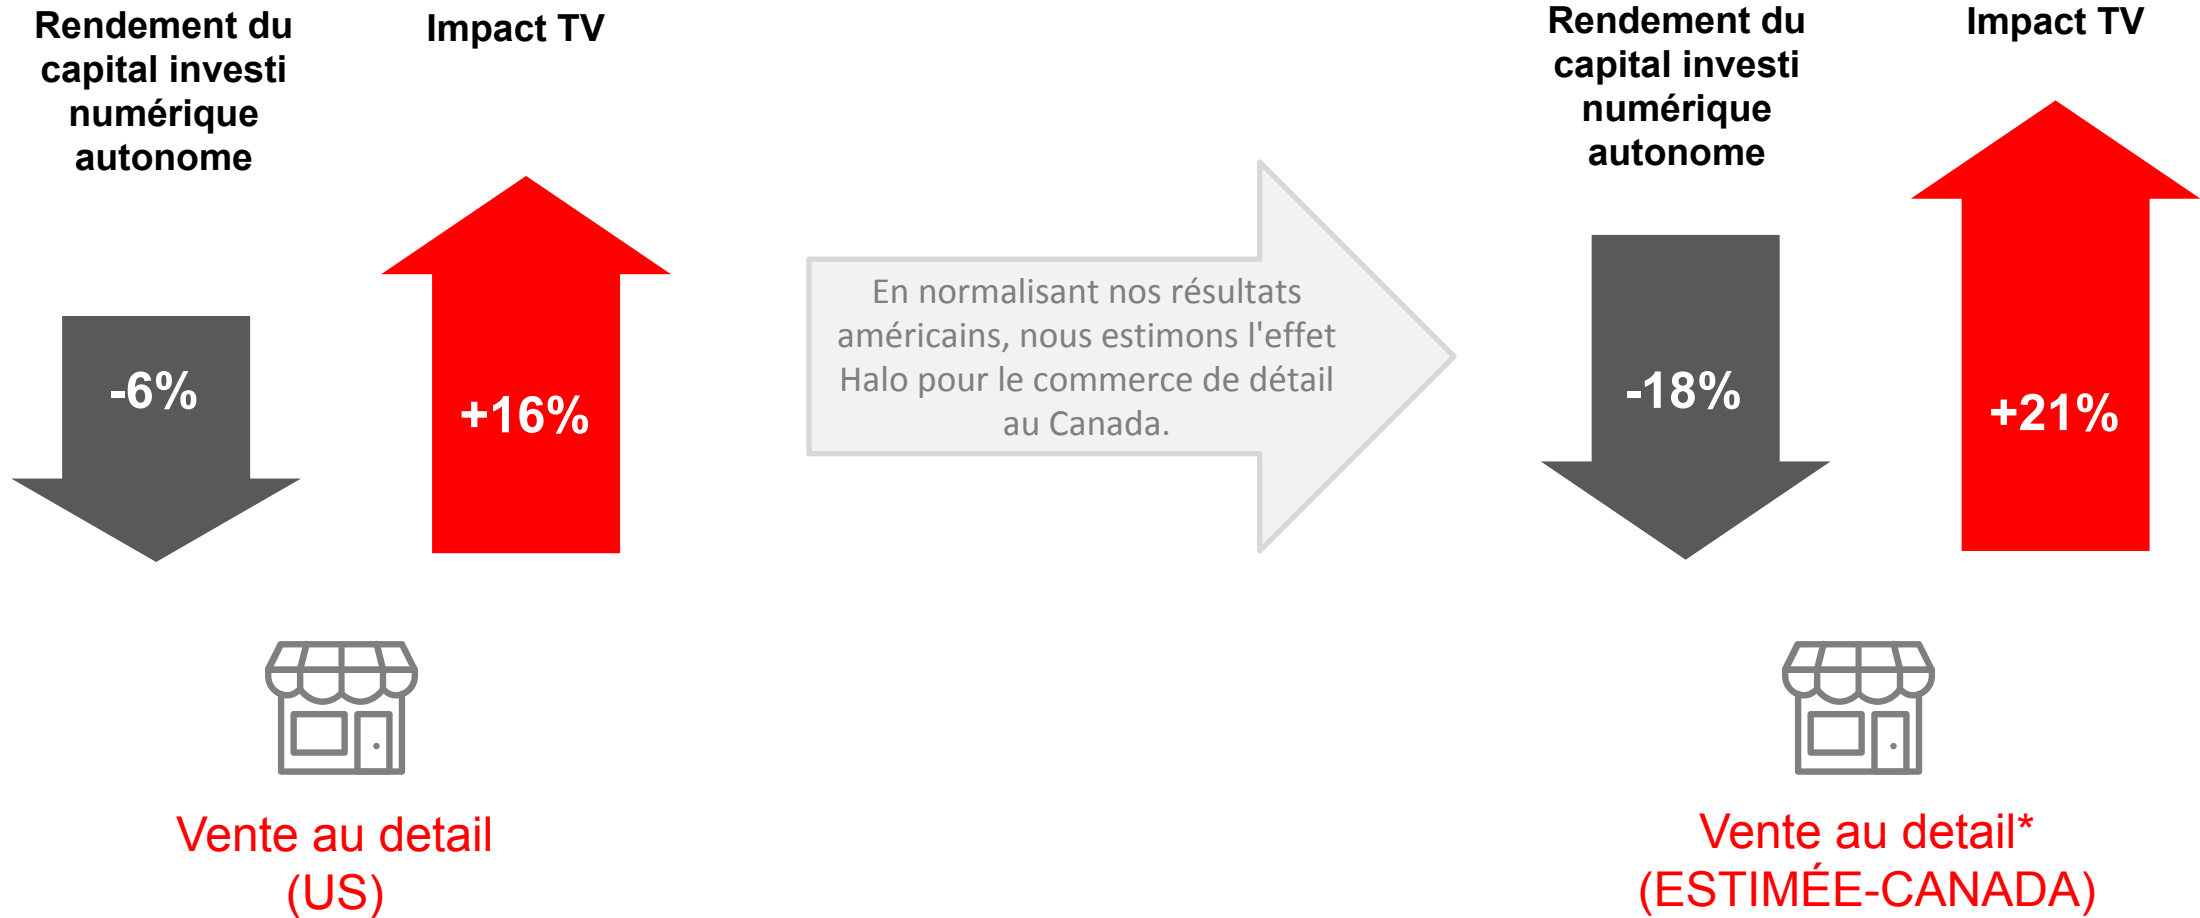 Rendement du
capital investi
numérique
autonome
Impact TV
-6%
+16%
Vente au detail
(US)
En normalisant nos résultats
américains, nous estimons l'effet
Halo pour le commerce de détail
au Canada.
Rendement du
capital investi
numérique
autonome
Impact TV
-18%
+21%
Vente au detail*
(ESTIMÉE-CANADA)